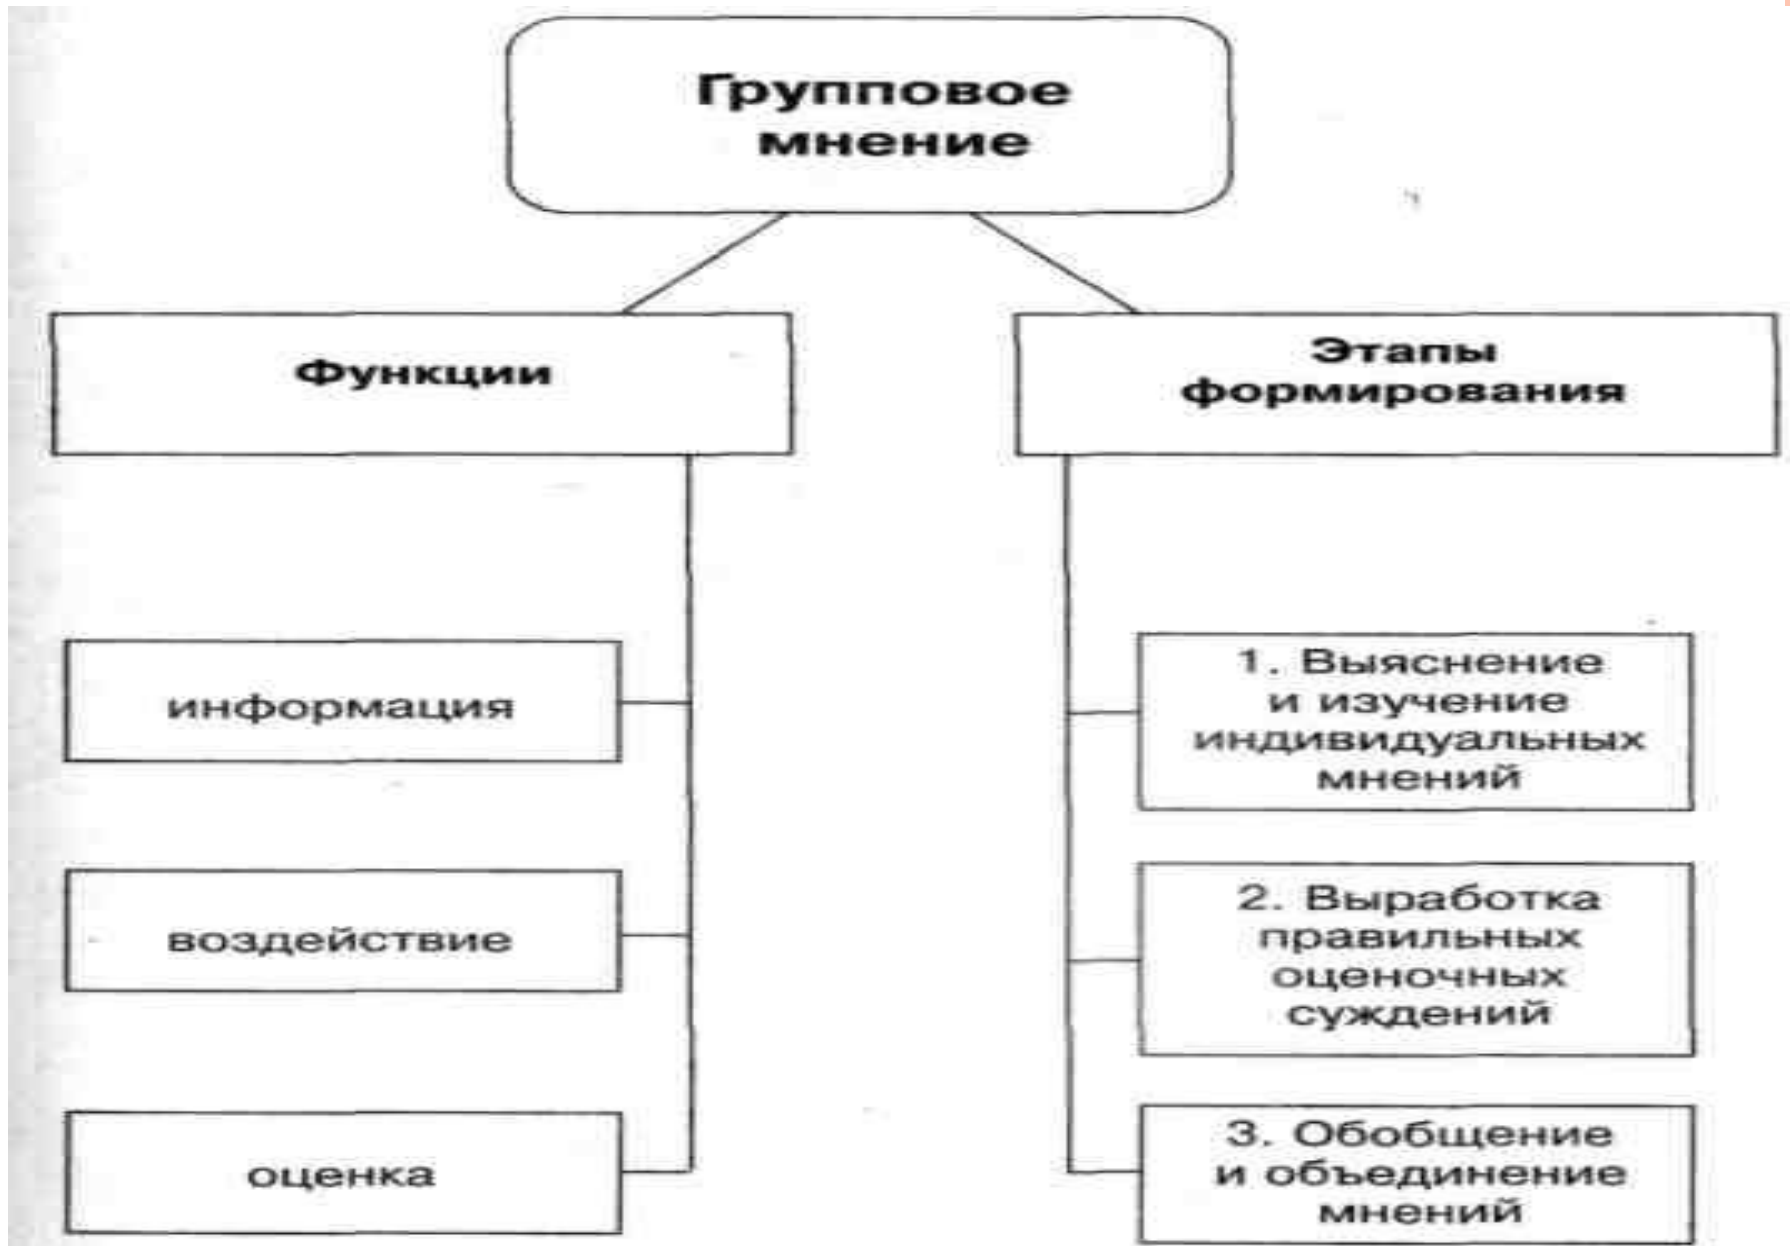 Групповое
мнение
Функции
информация
воздействие
оценка
Этапы
формирования
1. Выяснение
и изучение
индивидуальных
мнений
2. Выработка
правильных
оценочных
суждений
3. Обобщение
и объединение
мнений